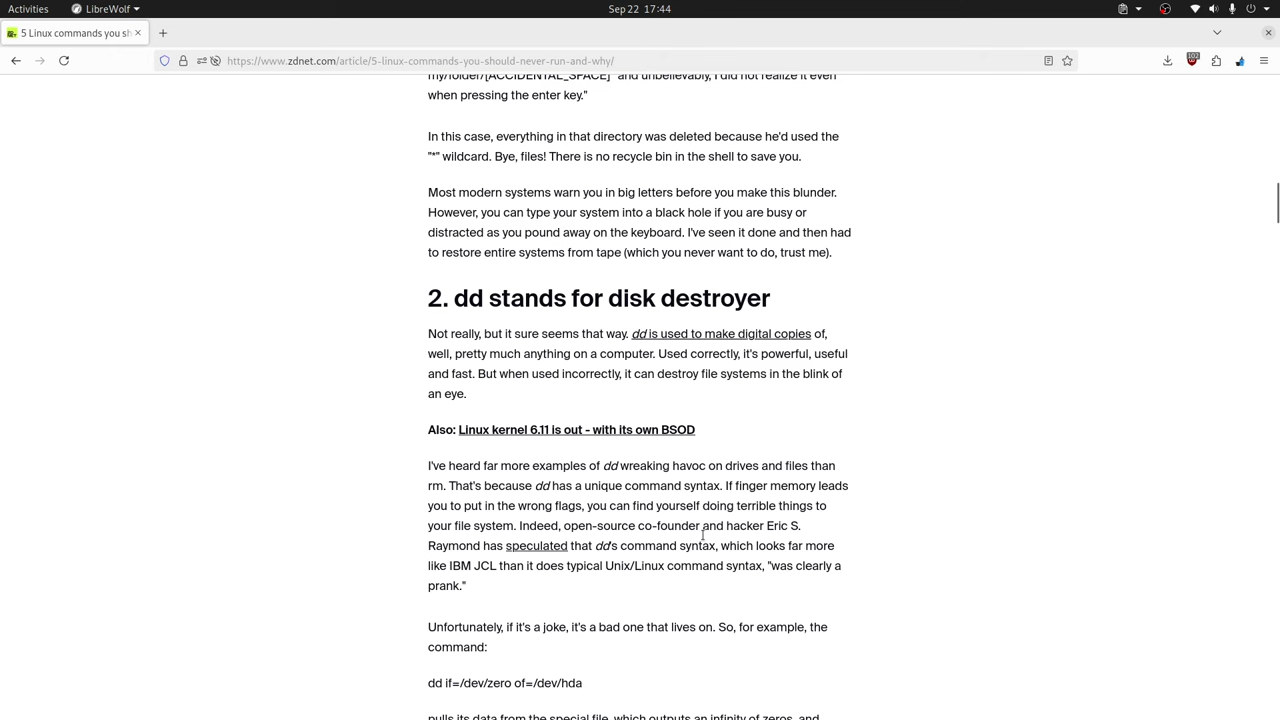 Activities
LibreWolf
Sep 22 17:44
5 Linux commands you sh
https://www.zdnet.com/article/5-linux-commands-you-should-never-run-and-why/
102
my/folder/[ACCIDENTAL_SPACE]" and unbelievably, I did not realize it even
when pressing the enter key."
In this case, everything in that directory was deleted because he'd used the
"*" wildcard. Bye, files! There is no recycle bin in the shell to save you.
Most modern systems warn you in big letters before you make this blunder.
However, you can type your system into a black hole if you are busy or
distracted as you pound away on the keyboard. I've seen it done and then had
to restore entire systems from tape (which you never want to do, trust me).
2. dd stands for disk destroyer
Not really, but it sure seems that way. dd is used to make digital copies of,
well, pretty much anything on a computer. Used correctly, it's powerful, useful
and fast. But when used incorrectly, it can destroy file systems in the blink of
an eye.
Also: Linux kernel 6.11 is out - with its own BSOD
I've heard far more examples of dd wreaking havoc on drives and files than
rm. That's because dd has a unique command syntax. If finger memory leads
you to put in the wrong flags, you can find yourself doing terrible things to
your file system. Indeed, open-source co-founder and hacker Eric S.
Raymond has speculated that dd's command syntax, which looks far more
like IBM JCL than it does typical Unix/Linux command syntax, "was clearly a
prank."
Unfortunately, if it's a joke, it's a bad one that lives on. So, for example, the
command:
dd if=/dev/zero of=/dev/hda
pulls its data from the special file, which outputs an infinity of zeros, and